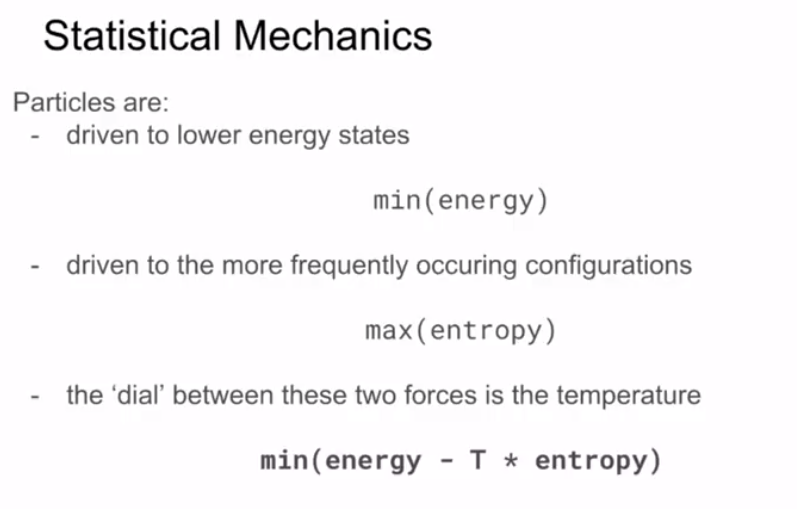 Statistical Mechanics
Particles are:
- driven to lower energy states
min(energy)
- driven to the more frequently occuring configurations
max(entropy)
- the ‘dial’ between these two forces is the temperature
min(energy - T * entropy)